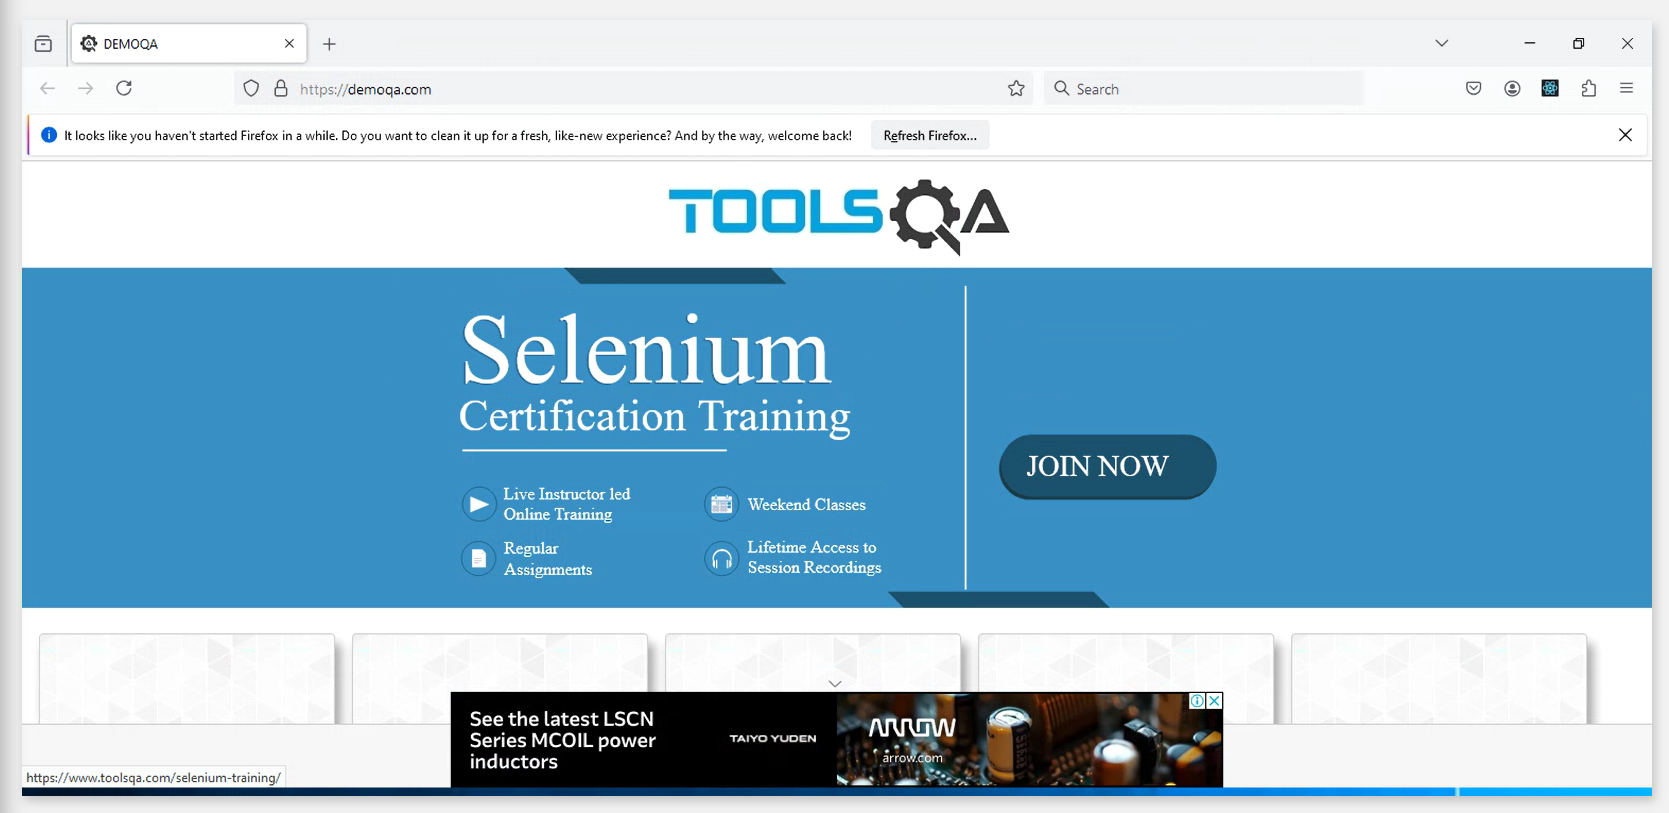 DEMOQA
https://demoqa.com
Search
It looks like you haven't started Firefox in a while. Do you want to clean it up for a fresh, like-new experience? And by the way, welcome back!
Refresh Firefox...
TOOLSQA
Selenium
Certification Training
JOIN NOW
Live Instructor led
Online Training
Weekend Classes
Regular
Assignments
Lifetime Access to
Session Recordings
See the latest LSCN
Series MCOIL power
inductors
TAIYO YUDEN
ARROW
arrow.com
https://www.toolsqa.com/selenium-training/